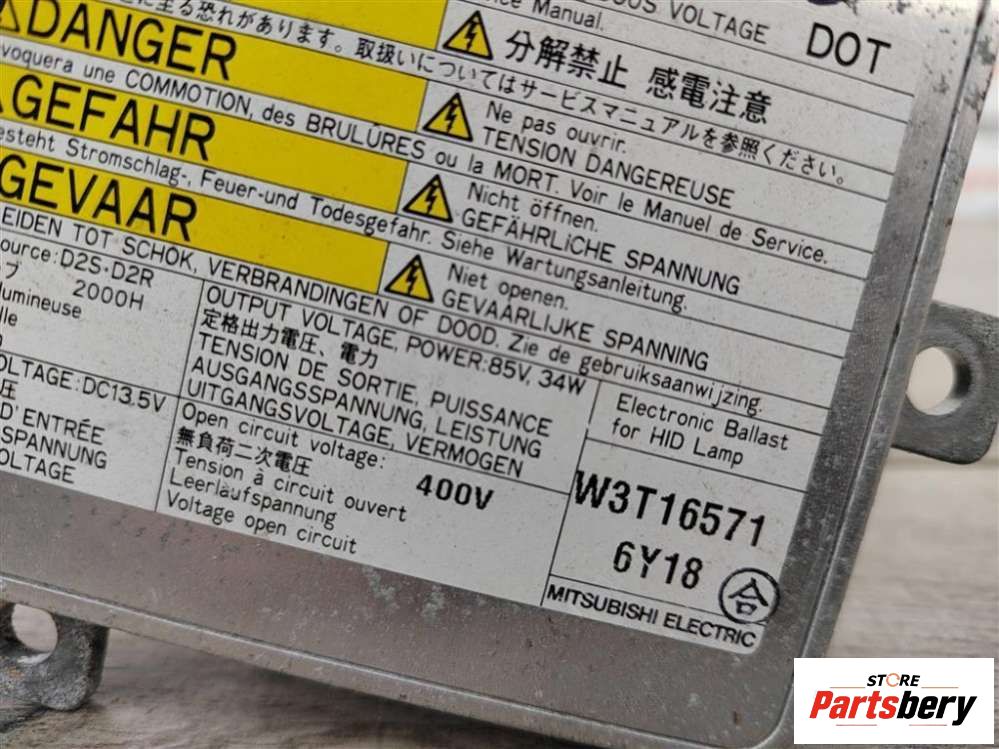 OUS VOLTAGE
ice Manual.
DOT
に至る恐れがあります。取扱いについてはサービスマニュアルを参照ください。
分解禁止 感電注意
DANGER
voquera une COMMOTION, des BRULÛRES ou la MORT. Voir le Manuel de Service.
Ne pas ouvrir.
TENSION DANGEREUSE
GEFAHR
esteht Stromschlag-, Feuer-und Todesgefahr. Siehe Wartungsanleitung.
Nicht öffnen.
GEFÄHRLICHE SPANNUNG
GEVAAR
LEIDEN TOT SCHOK, VERBRANDINGEN OF DOOD. Zie de gebruiksaanwijzing.
Niet openen.
GEVAARLIJKE SPANNING
ource: D2S·D2R
プ 2000H
lumineuse
lle
OLTAGE: DC13.5V
圧
D'ENTRÉE
SPANNUNG
OLTAGE
OUTPUT VOLTAGE, POWER: 85V, 34W
定格出力電圧、電力
TENSION DE SORTIE, PUISSANCE
AUSGANGSSPANNUNG, LEISTUNG
UITGANGSVOLTAGE, VERMOGEN
Open circuit voltage:
無負荷二次電圧
Tension à circuit ouvert
400V
Leerlaufspannung
Voltage open circuit
Electronic Ballast
for HID Lamp
W3T16571
6Y18
合
MITSUBISHI ELECTRIC
STORE
Partsbery